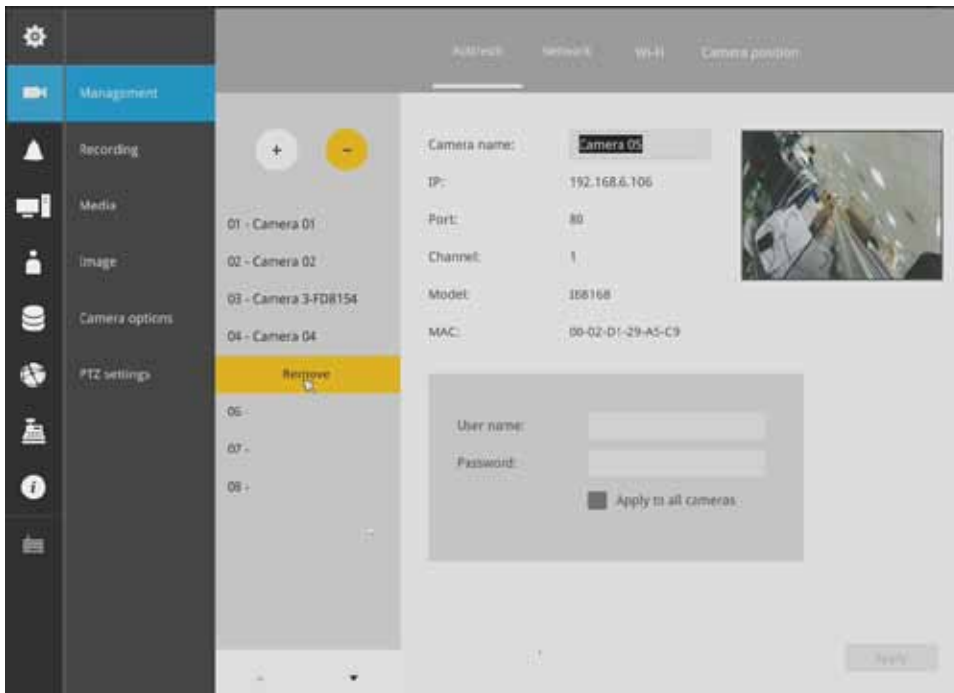 Address Network Wi-Fi Camera position
Management
Recording
Media
Image
Camera options
PTZ settings
+ -
01 - Camera 01
02 - Camera 02
03 - Camera 3-FD8154
04 - Camera 04
Remove
06 -
07 -
08 -
Camera name: Camera 05
IP: 192.168.6.106
Port: 80
Channel: 1
Model: IB8168
MAC: 00-02-D1-29-A5-C9
User name:
Password:
Apply to all cameras
Apply